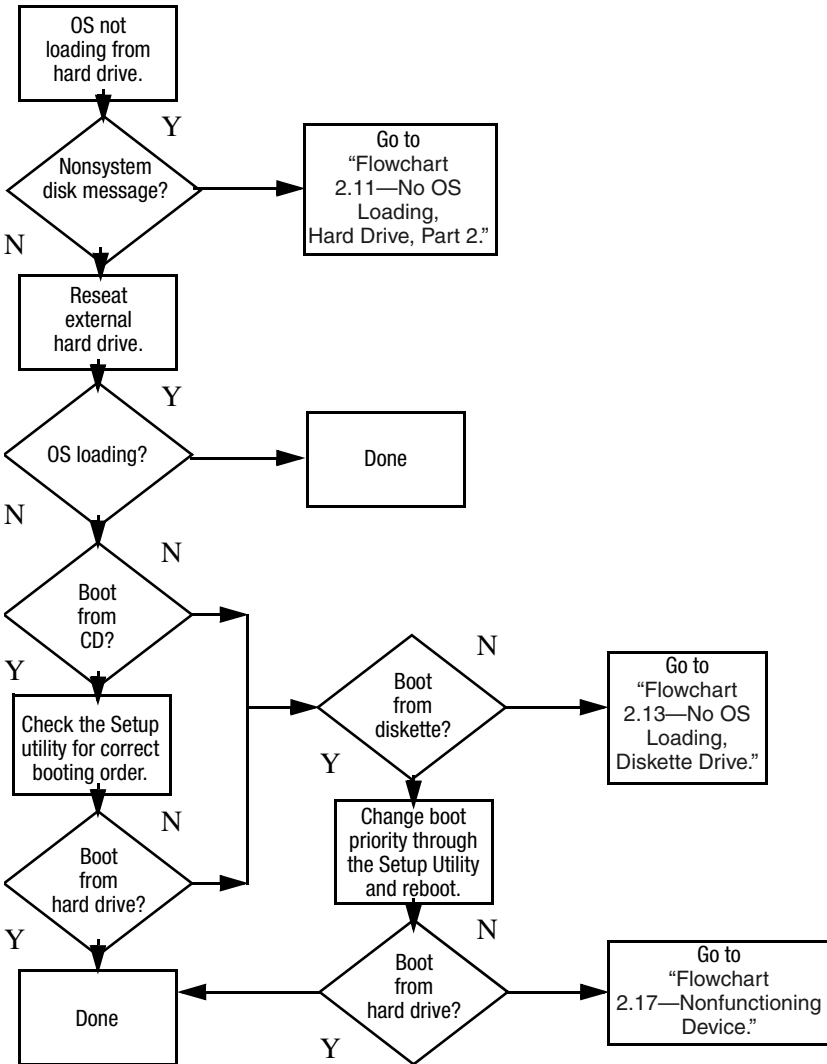 OS not
loading from
hard drive.
Y
Nonsystem
disk message?
Go to
“Flowchart
2.11—No OS
Loading,
Hard Drive, Part 2.”
N
Reseat
external
hard drive.
Y
OS loading?
Done
N
N
Boot
from
CD?
Y
Check the Setup
utility for correct
booting order.
N
Boot
from
hard drive?
Y
Done
N
Boot
from
diskette?
Go to
“Flowchart
2.13—No OS
Loading,
Diskette Drive.”
Y
Change boot
priority through
the Setup Utility
and reboot.
N
Boot
from
hard drive?
Y
Go to
“Flowchart
2.17—Nonfunctioning
Device.”